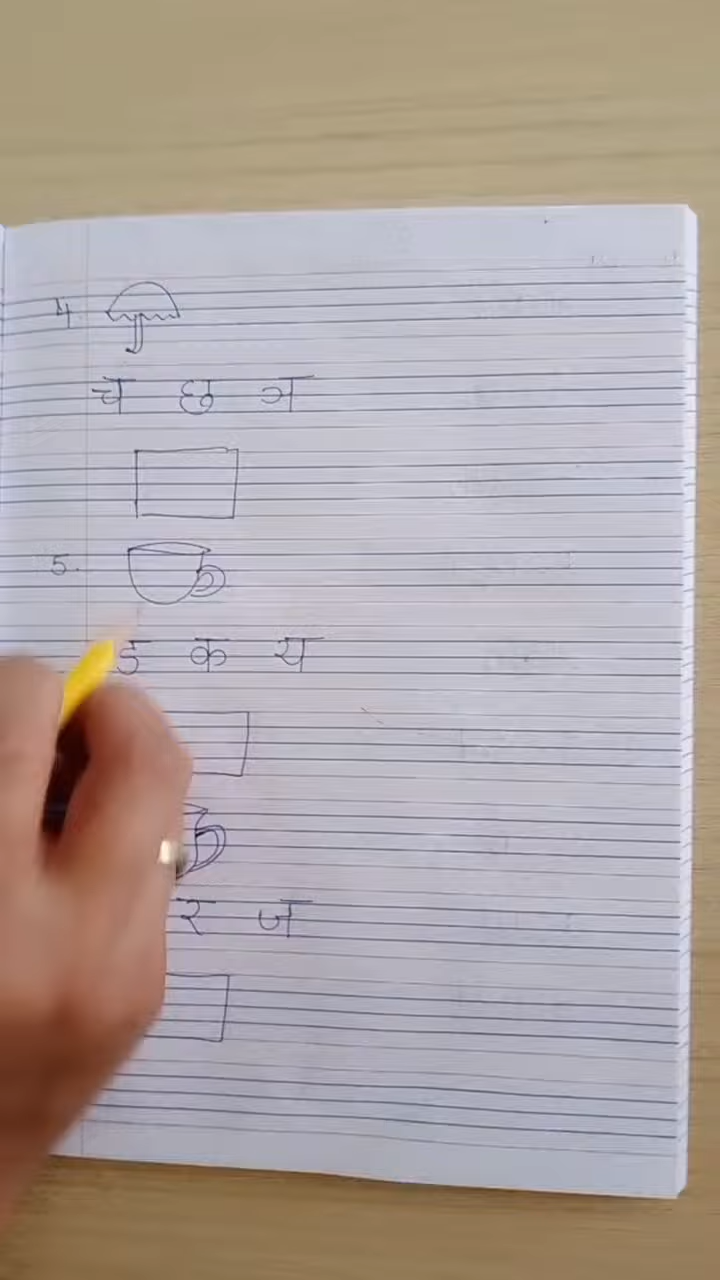 4.
च छ ञ
5.
ड क य
र ज